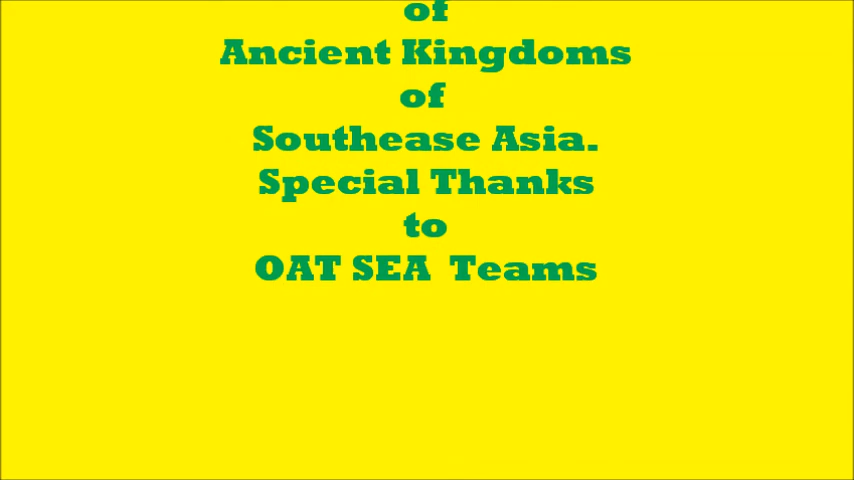 of
Ancient Kingdoms
of
Southease Asia.
Special Thanks
to
OAT SEA Teams